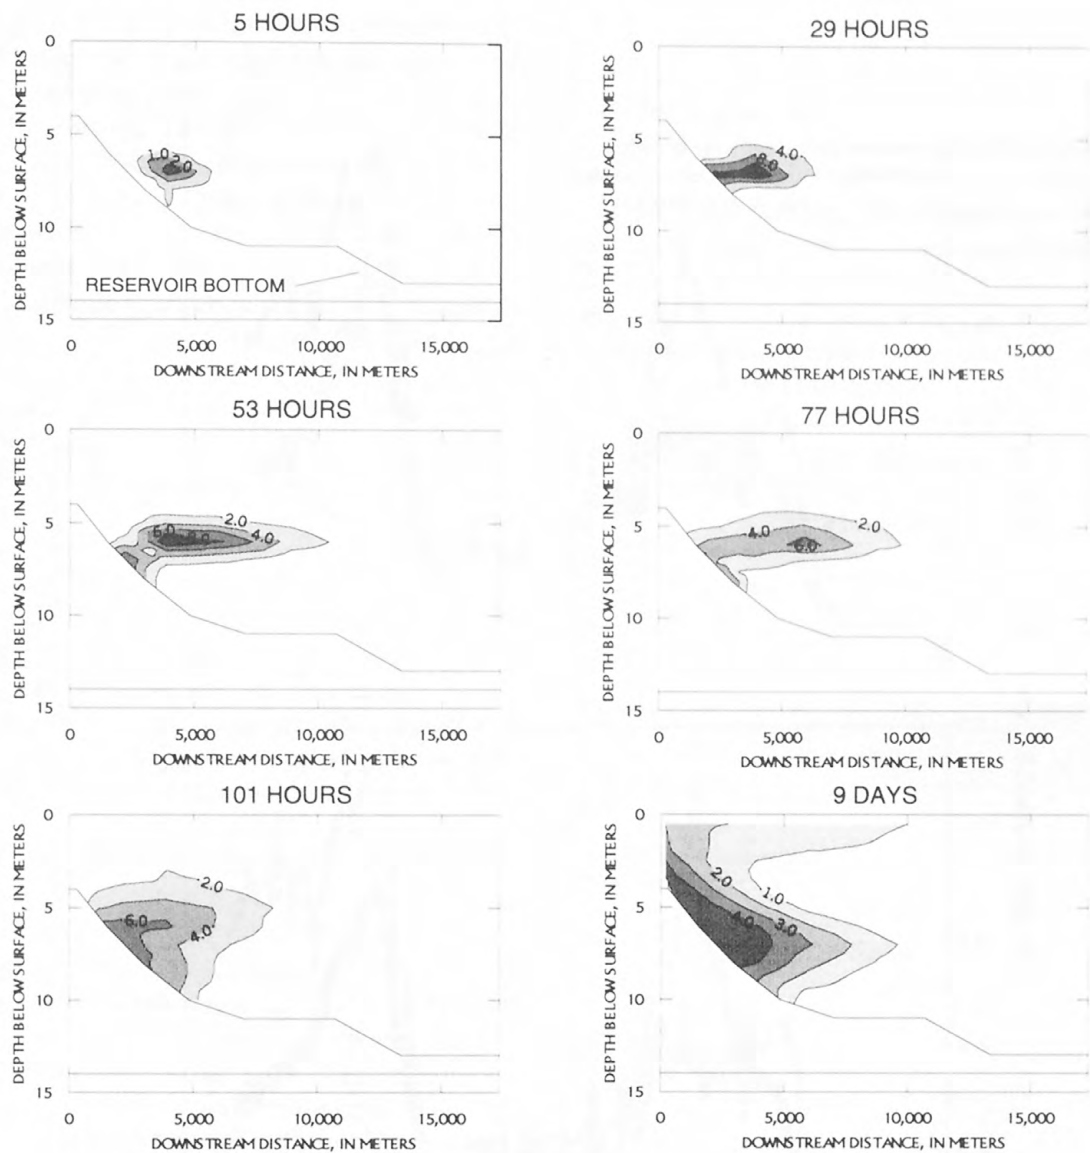 5 HOURS
0
5
10
15
DEPTH BELOW SURFACE, IN METERS
1.0
RESERVOIR BOTTOM
0 5,000 10,000 15,000
DOWNSTREAM DISTANCE, IN METERS
29 HOURS
0
5
10
15
DEPTH BELOW SURFACE, IN METERS
4.0
0 5,000 10,000 15,000
DOWNSTREAM DISTANCE, IN METERS
53 HOURS
0
5
10
15
DEPTH BELOW SURFACE, IN METERS
2.0
6.0
4.0
0 5,000 10,000 15,000
DOWNSTREAM DISTANCE, IN METERS
77 HOURS
0
5
10
15
DEPTH BELOW SURFACE, IN METERS
2.0
4.0
6.0
0 5,000 10,000 15,000
DOWNSTREAM DISTANCE, IN METERS
101 HOURS
0
5
10
15
DEPTH BELOW SURFACE, IN METERS
2.0
6.0
4.0
0 5,000 10,000 15,000
DOWNSTREAM DISTANCE, IN METERS
9 DAYS
0
5
10
15
DEPTH BELOW SURFACE, IN METERS
2.0
1.0
4.0
3.0
0 5,000 10,000 15,000
DOWNSTREAM DISTANCE, IN METERS